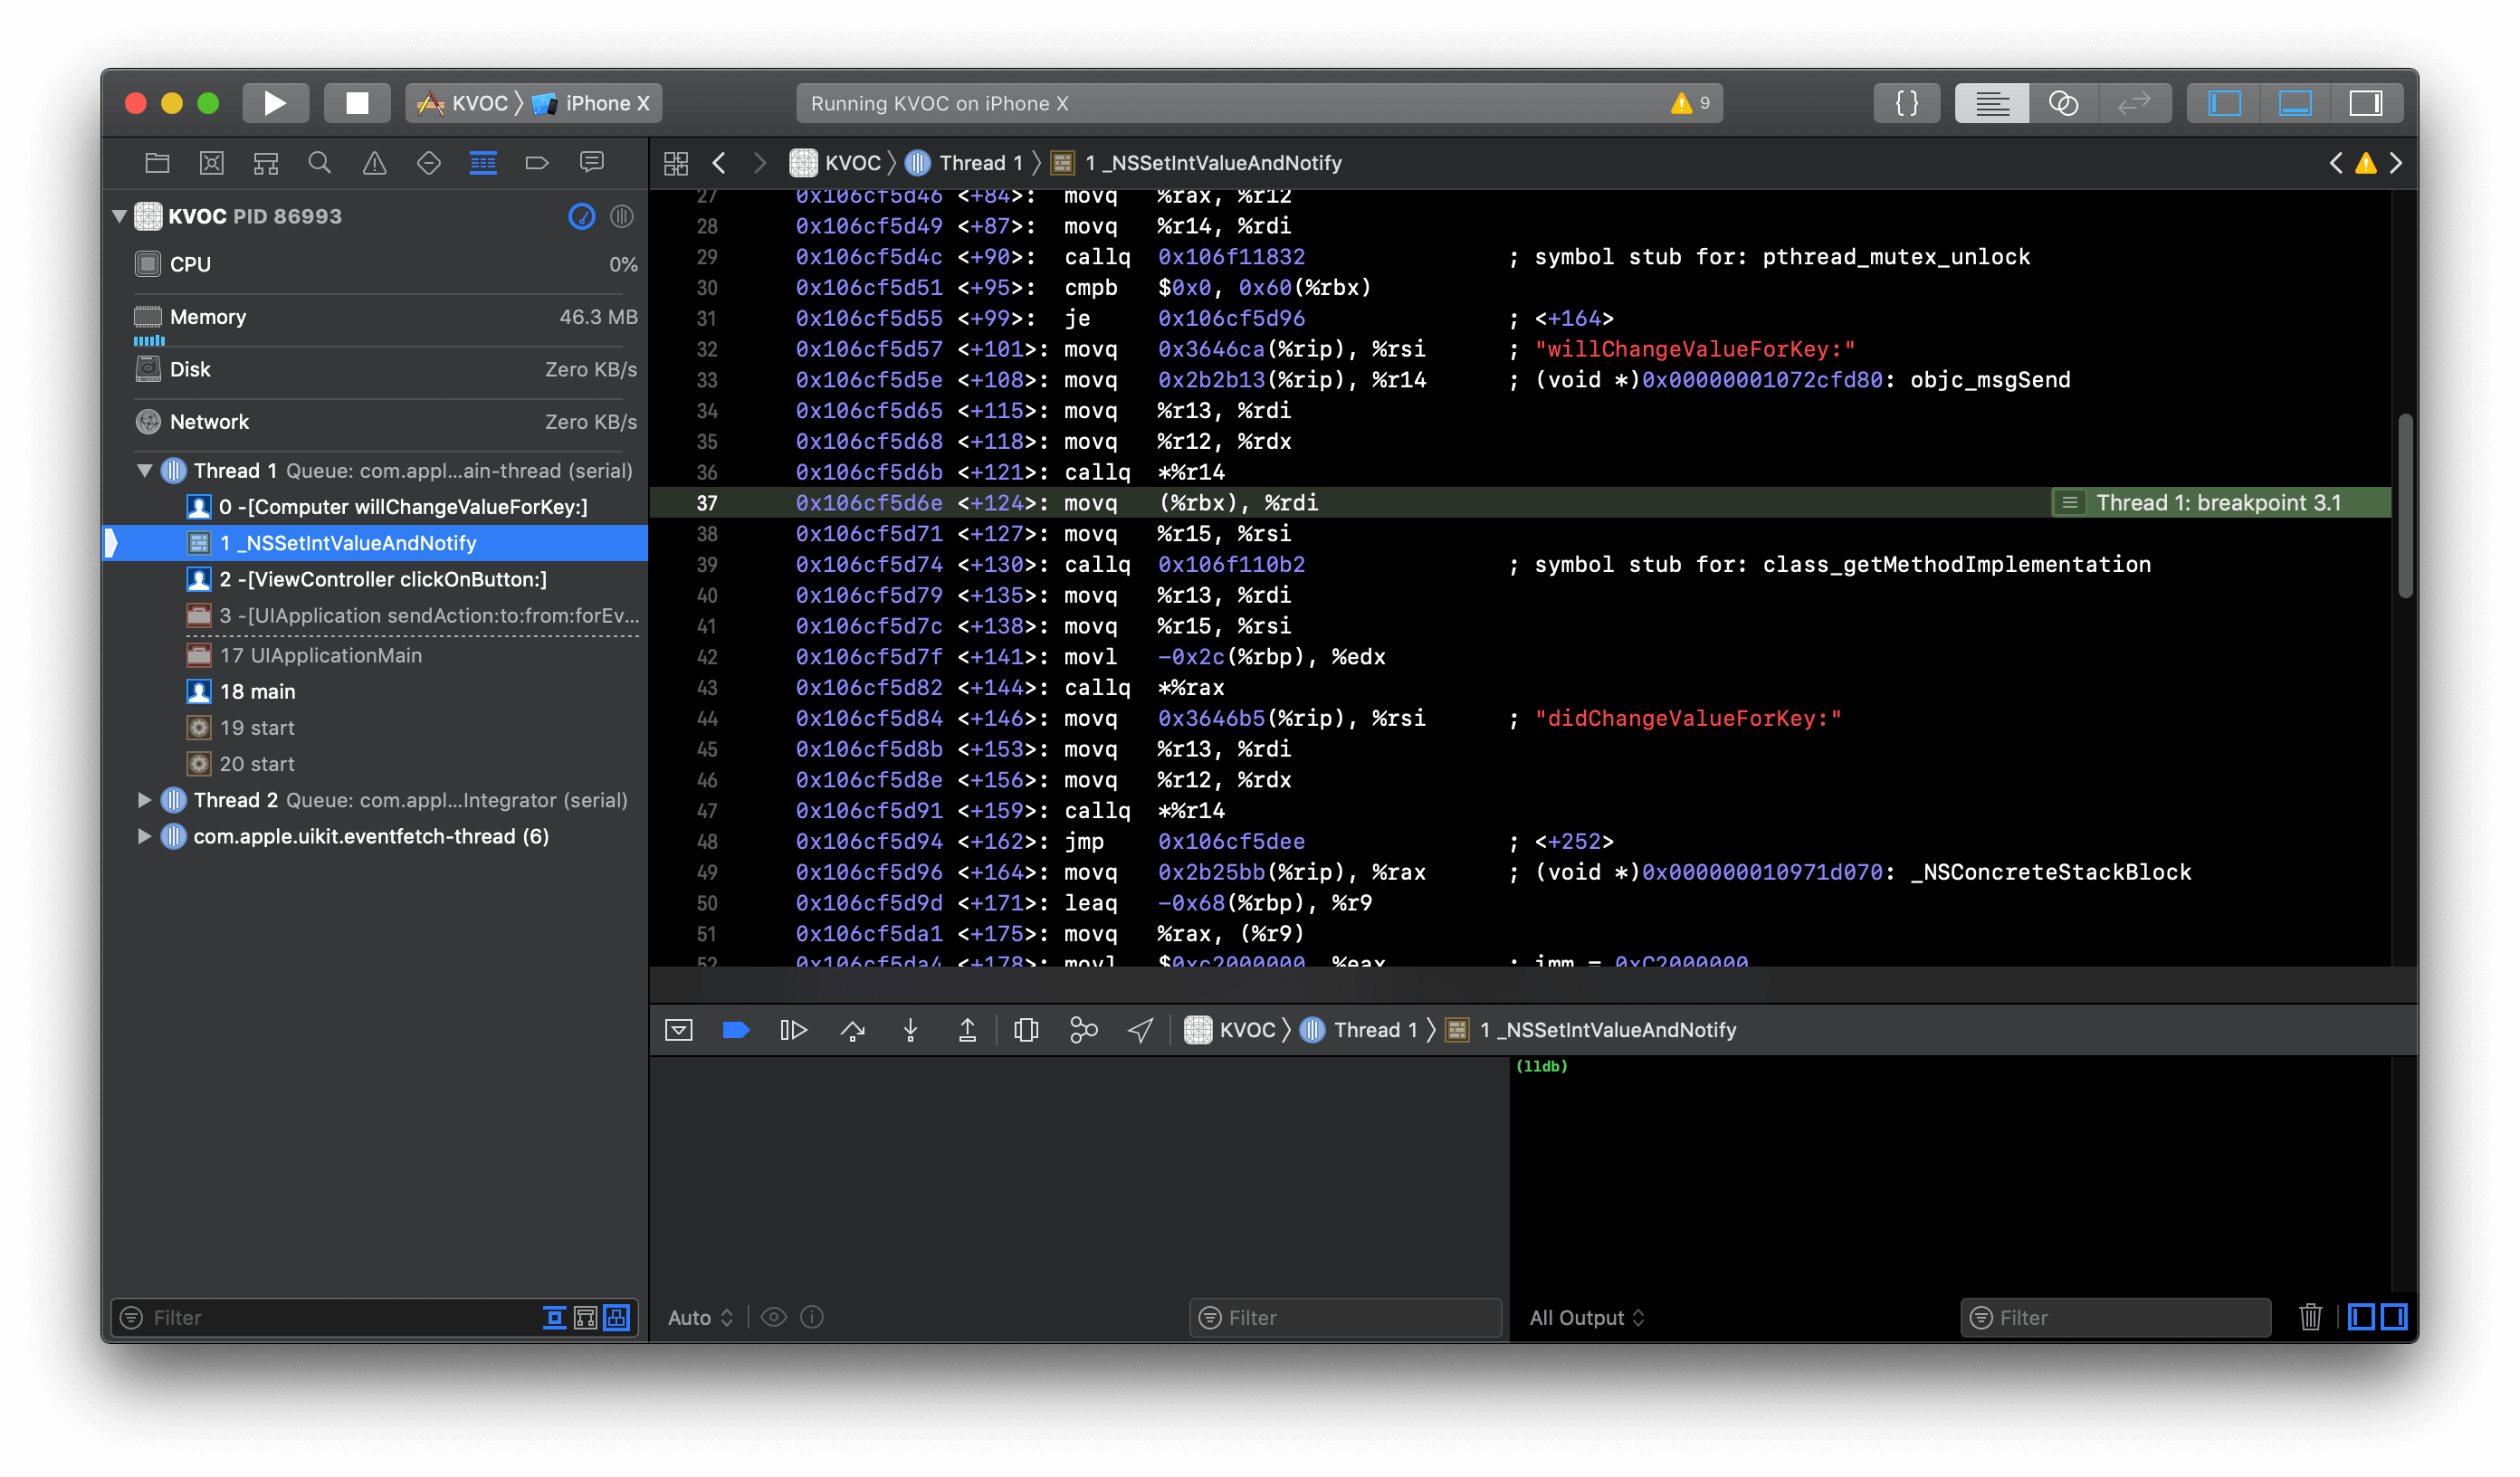 KVOC 〉 iPhone X
Running KVOC on iPhone X
9
KVOC 〉 Thread 1 〉 1 _NSSetIntValueAndNotify
KVOC PID 86993
CPU 0%
Memory 46.3 MB
Disk Zero KB/s
Network Zero KB/s
Thread 1 Queue: com.appl...ain-thread (serial)
0 -[Computer willChangeValueForKey:]
1 _NSSetIntValueAndNotify
2 -[ViewController clickOnButton:]
3 -[UIApplication sendAction:to:from:forEv...
17 UIApplicationMain
18 main
19 start
20 start
Thread 2 Queue: com.appl...Integrator (serial)
com.apple.uikit.eventfetch-thread (6)
Filter
27 0x106cf5d46 <+84>: movq %rax, %r12
28 0x106cf5d49 <+87>: movq %r14, %rdi
29 0x106cf5d4c <+90>: callq 0x106f11832 ; symbol stub for: pthread_mutex_unlock
30 0x106cf5d51 <+95>: cmpb $0x0, 0x60(%rbx)
31 0x106cf5d55 <+99>: je 0x106cf5d96 ; <+164>
32 0x106cf5d57 <+101>: movq 0x3646ca(%rip), %rsi ; "willChangeValueForKey:"
33 0x106cf5d5e <+108>: movq 0x2b2b13(%rip), %r14 ; (void *)0x00000001072cfd80: objc_msgSend
34 0x106cf5d65 <+115>: movq %r13, %rdi
35 0x106cf5d68 <+118>: movq %r12, %rdx
36 0x106cf5d6b <+121>: callq *%r14
37 0x106cf5d6e <+124>: movq (%rbx), %rdi Thread 1: breakpoint 3.1
38 0x106cf5d71 <+127>: movq %r15, %rsi
39 0x106cf5d74 <+130>: callq 0x106f110b2 ; symbol stub for: class_getMethodImplementation
40 0x106cf5d79 <+135>: movq %r13, %rdi
41 0x106cf5d7c <+138>: movq %r15, %rsi
42 0x106cf5d7f <+141>: movl -0x2c(%rbp), %edx
43 0x106cf5d82 <+144>: callq *%rax
44 0x106cf5d84 <+146>: movq 0x3646b5(%rip), %rsi ; "didChangeValueForKey:"
45 0x106cf5d8b <+153>: movq %r13, %rdi
46 0x106cf5d8e <+156>: movq %r12, %rdx
47 0x106cf5d91 <+159>: callq *%r14
48 0x106cf5d94 <+162>: jmp 0x106cf5dee ; <+252>
49 0x106cf5d96 <+164>: movq 0x2b25bb(%rip), %rax ; (void *)0x000000010971d070: _NSConcreteStackBlock
50 0x106cf5d9d <+171>: leaq -0x68(%rbp), %r9
51 0x106cf5da1 <+175>: movq %rax, (%r9)
52 0x106cf5da4 <+178>: movl $0xc2000000, %eax ; imm = 0xC2000000
KVOC 〉 Thread 1 〉 1 _NSSetIntValueAndNotify
(lldb)
Auto
Filter
All Output
Filter